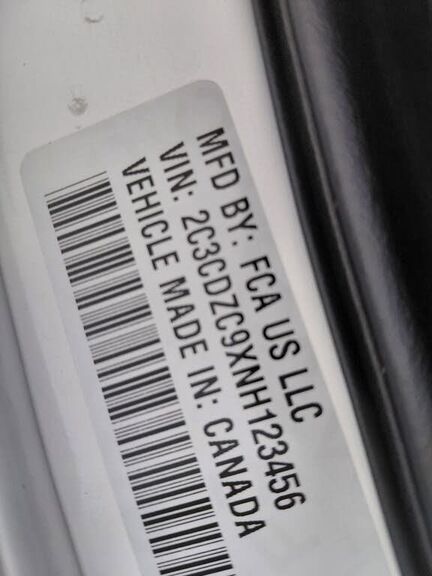 MFD BY: FCA US LLC
VIN: 2C3CDZC9XNH123456
VEHICLE MADE IN: CANADA